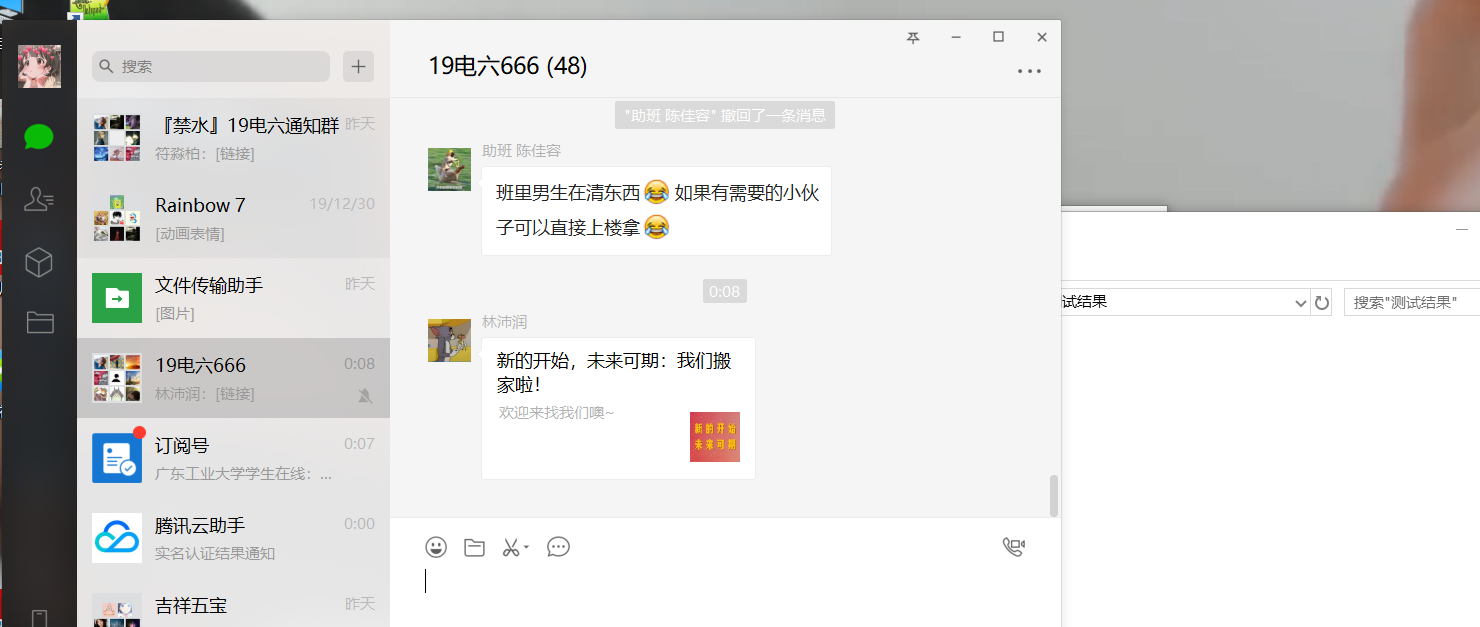 搜索
『禁水』19电六通知群
昨天
符淼柏：[链接]
Rainbow 7
19/12/30
[动画表情]
文件传输助手
昨天
[图片]
19电六666
0:08
林沛润：[链接]
订阅号
0:07
广东工业大学学生在线：...
腾讯云助手
0:00
实名认证结果通知
吉祥五宝
昨天
19电六666 (48)
"助班 陈佳容" 撤回了一条消息
助班 陈佳容
班里男生在清东西😂如果有需要的小伙
子可以直接上楼拿😂
0:08
林沛润
新的开始，未来可期：我们搬
家啦！
欢迎来找我们噢~
新的开始
未来可期
试结果
搜索"测试结果"